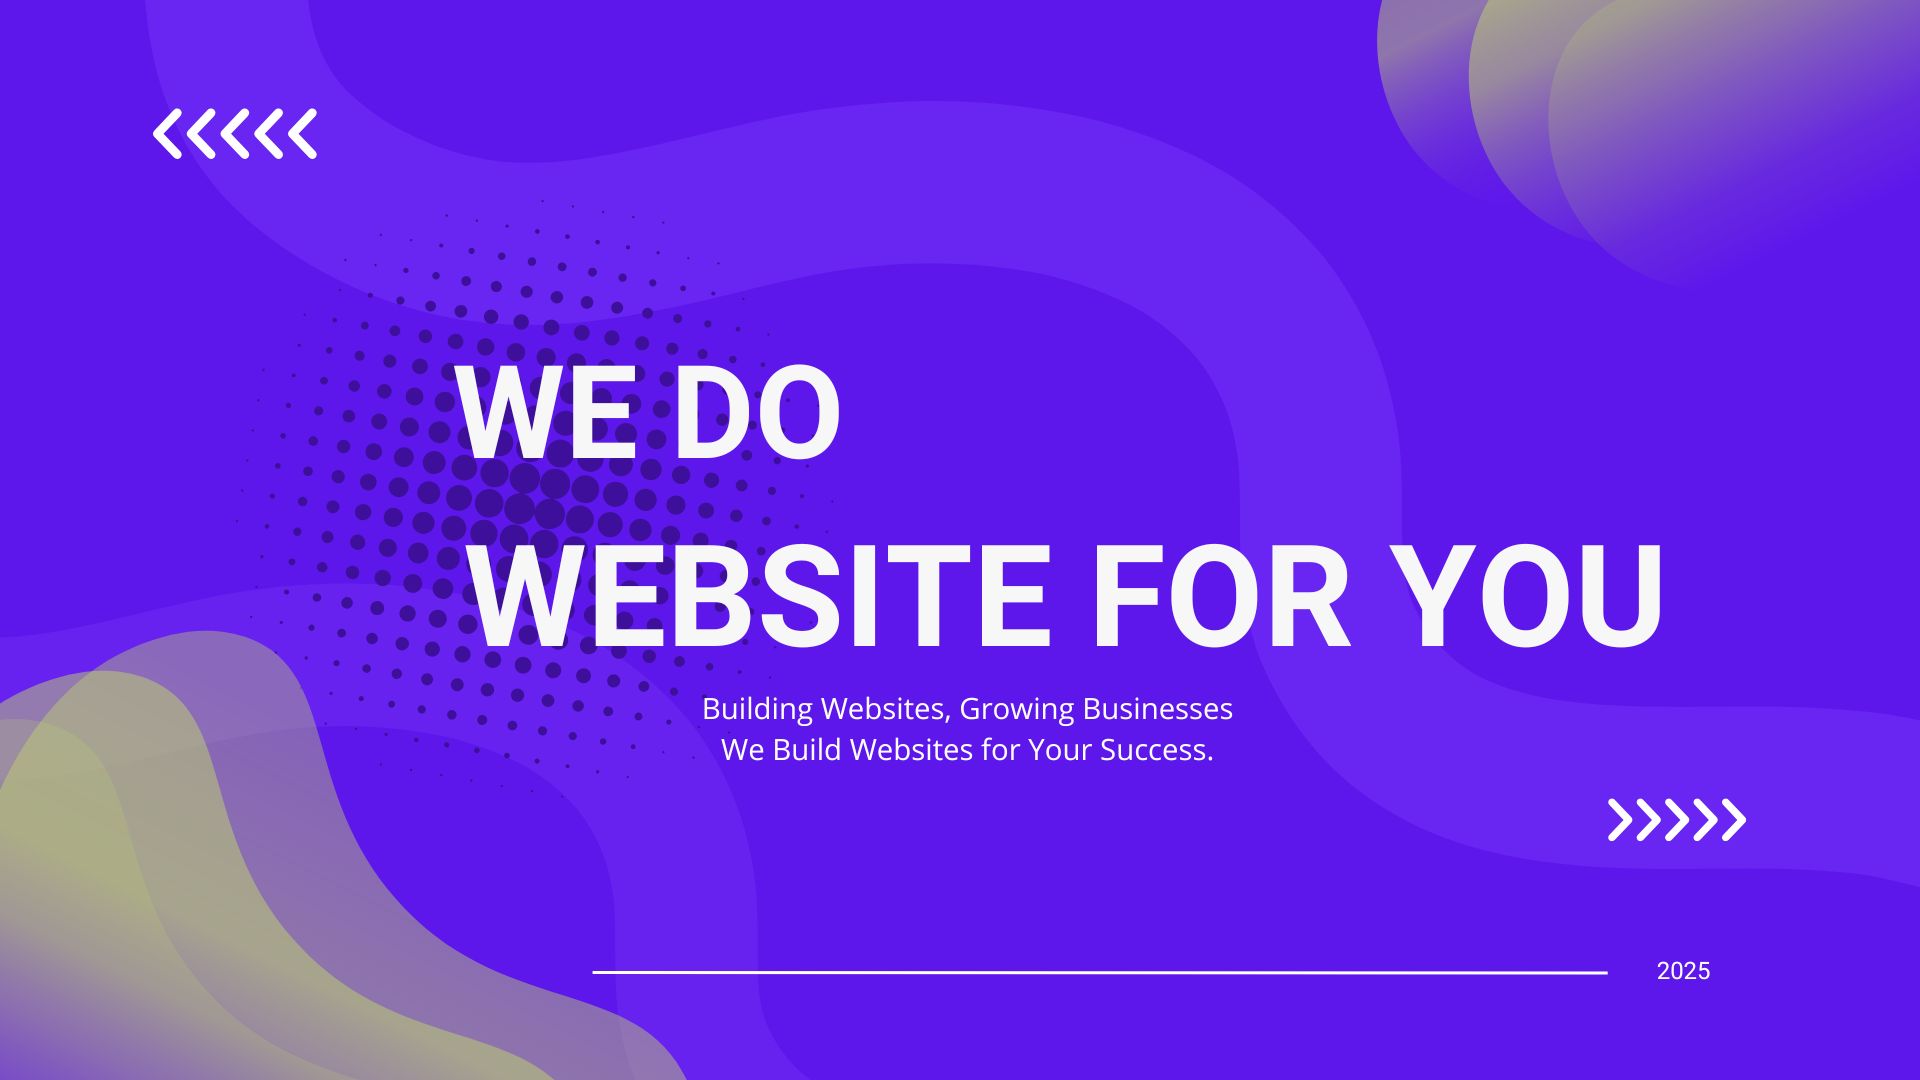 WE DO
WEBSITE FOR YOU
Building Websites, Growing Businesses
We Build Websites for Your Success.
2025